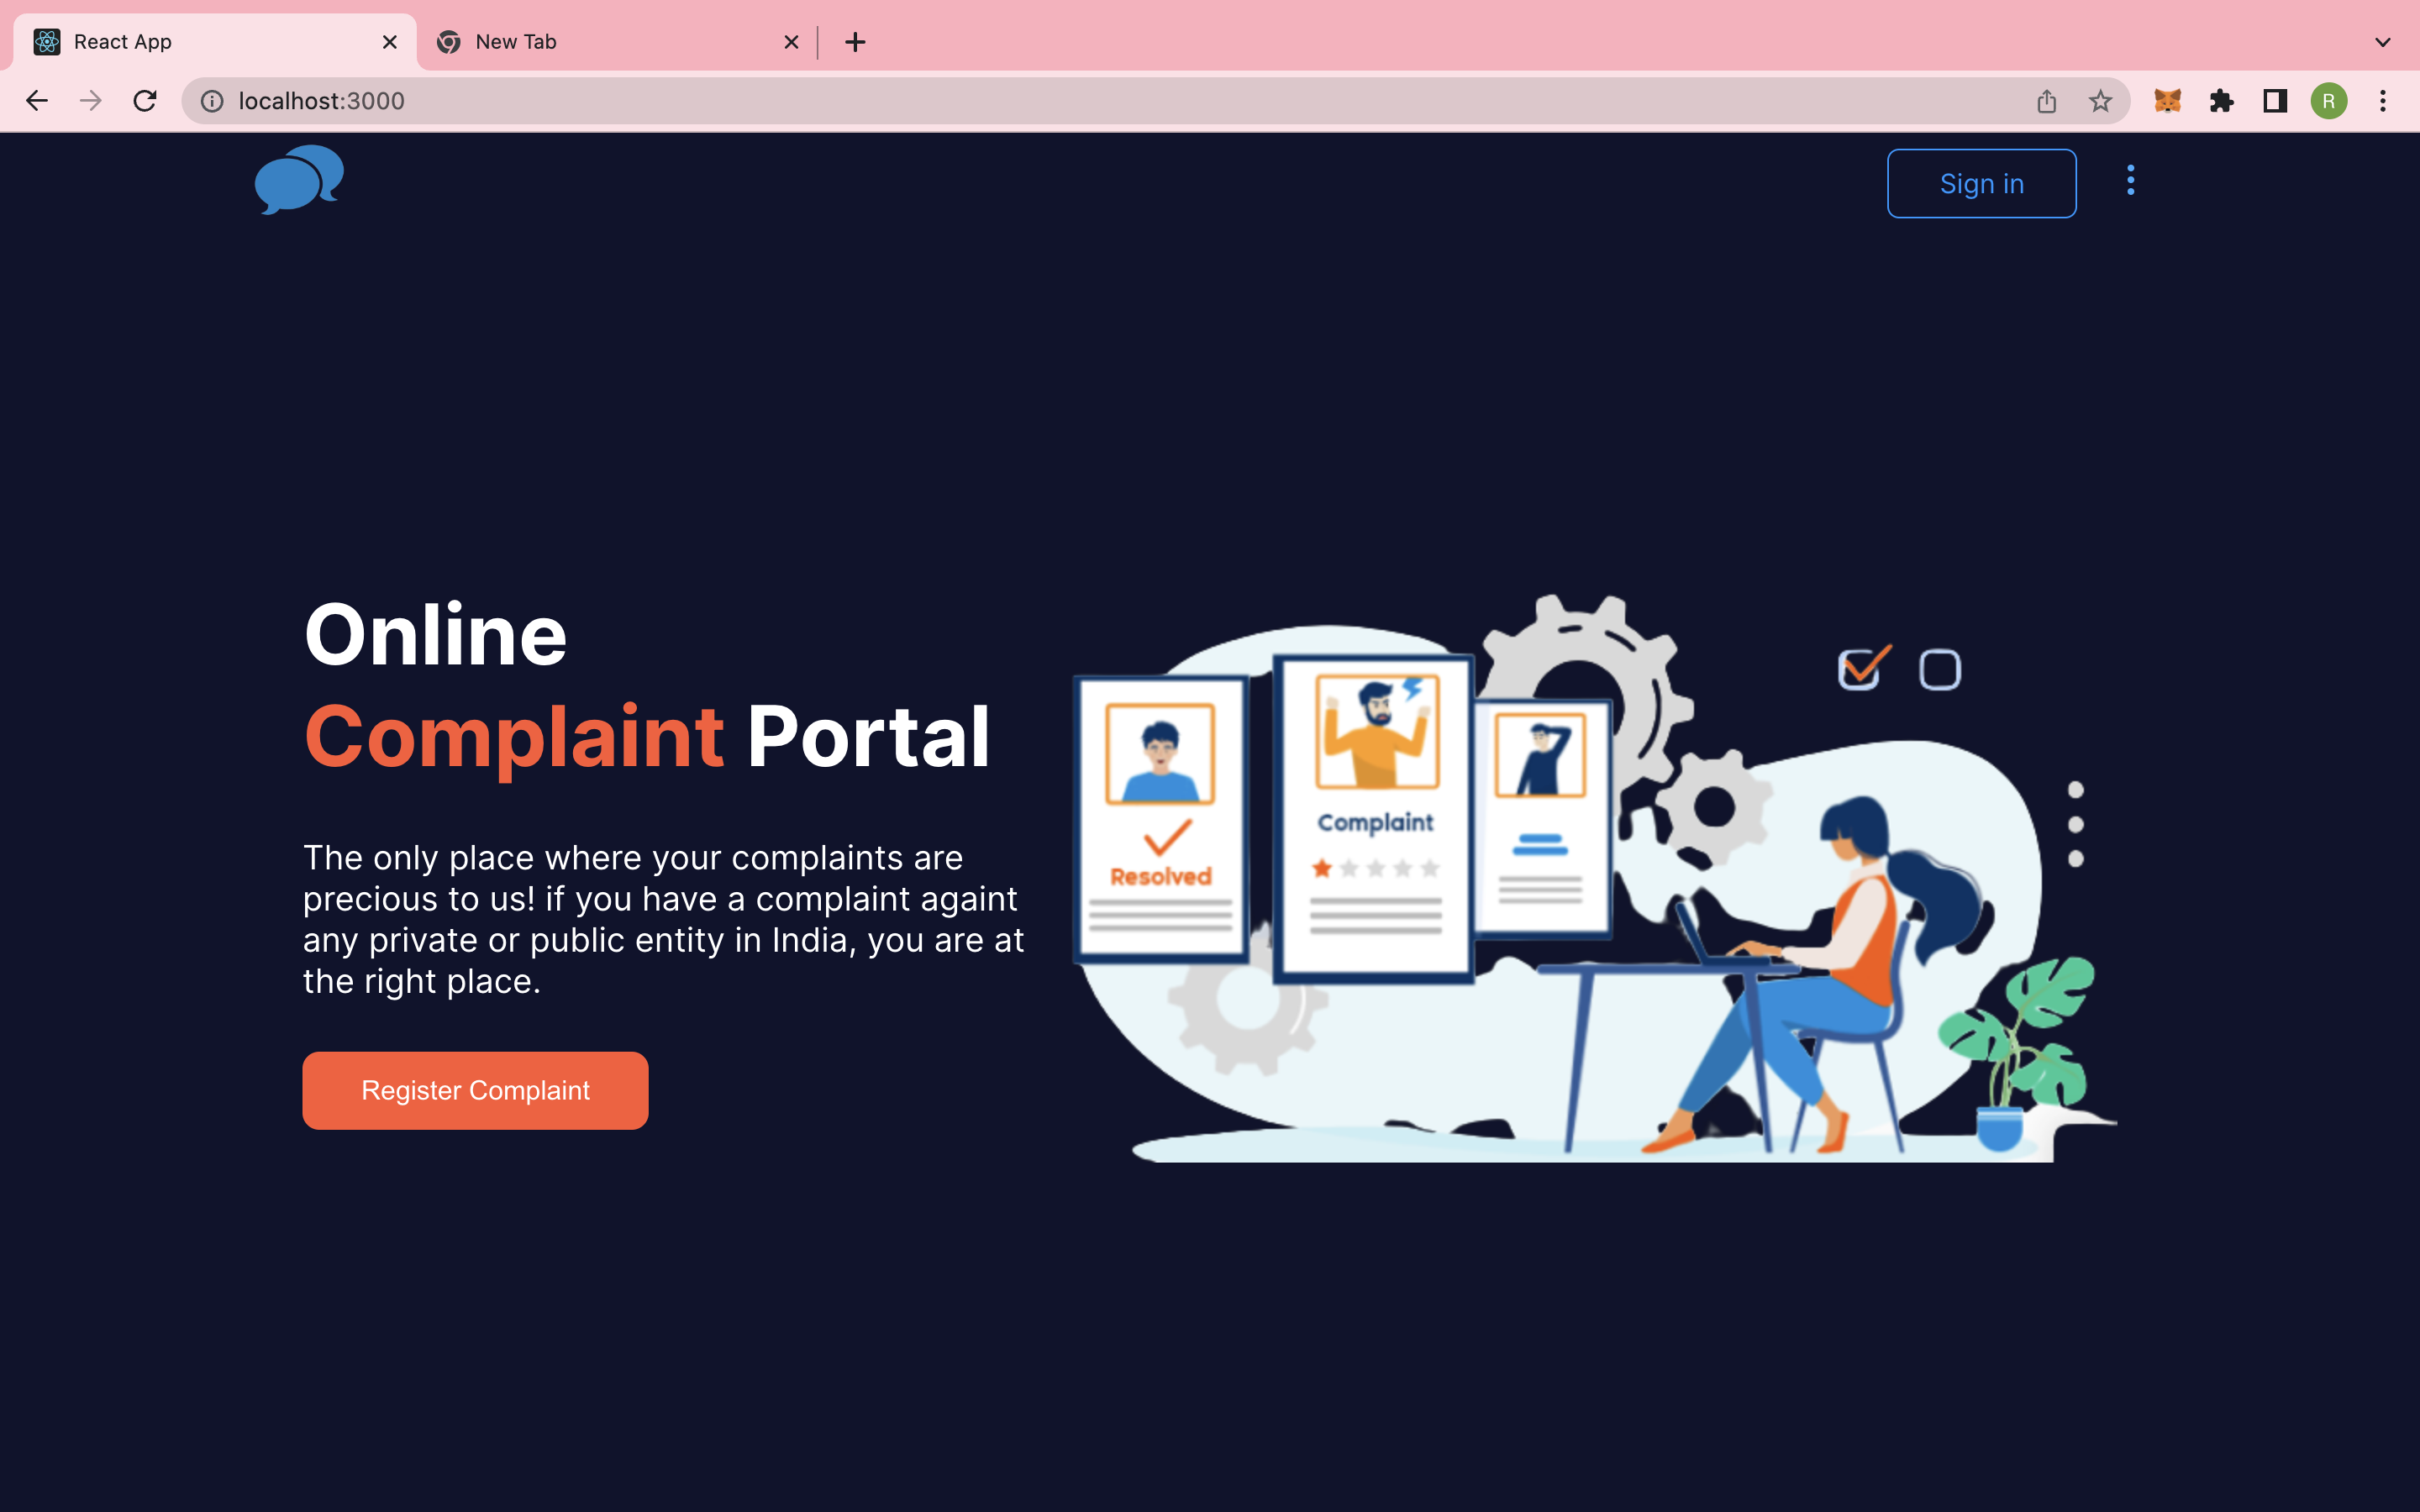 React App
New Tab
localhost:3000
R
Sign in
Online
Complaint Portal
The only place where your complaints are
precious to us! if you have a complaint againt
any private or public entity in India, you are at
the right place.
Register Complaint
Resolved
Complaint